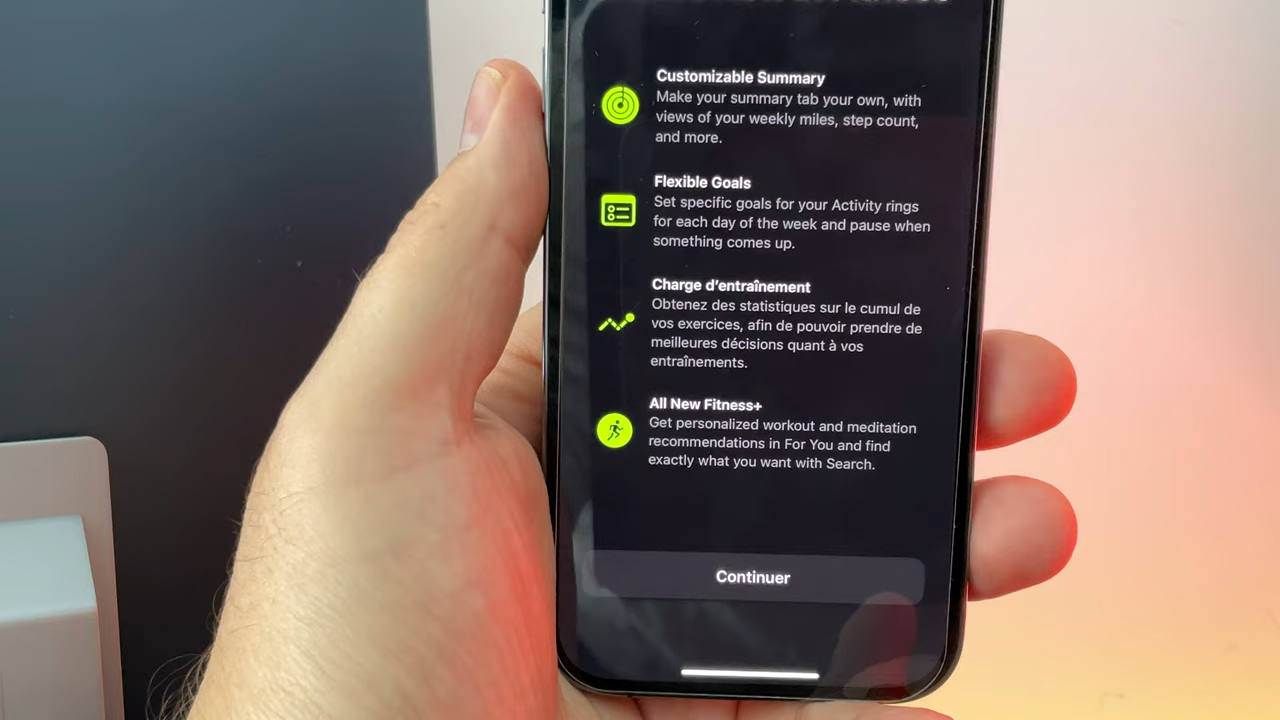 Customizable Summary
Make your summary tab your own, with
views of your weekly miles, step count,
and more.
Flexible Goals
Set specific goals for your Activity rings
for each day of the week and pause when
something comes up.
Charge d’entraînement
Obtenez des statistiques sur le cumul de
vos exercices, afin de pouvoir prendre de
meilleures décisions quant à vos
entraînements.
All New Fitness+
Get personalized workout and meditation
recommendations in For You and find
exactly what you want with Search.
Continuer